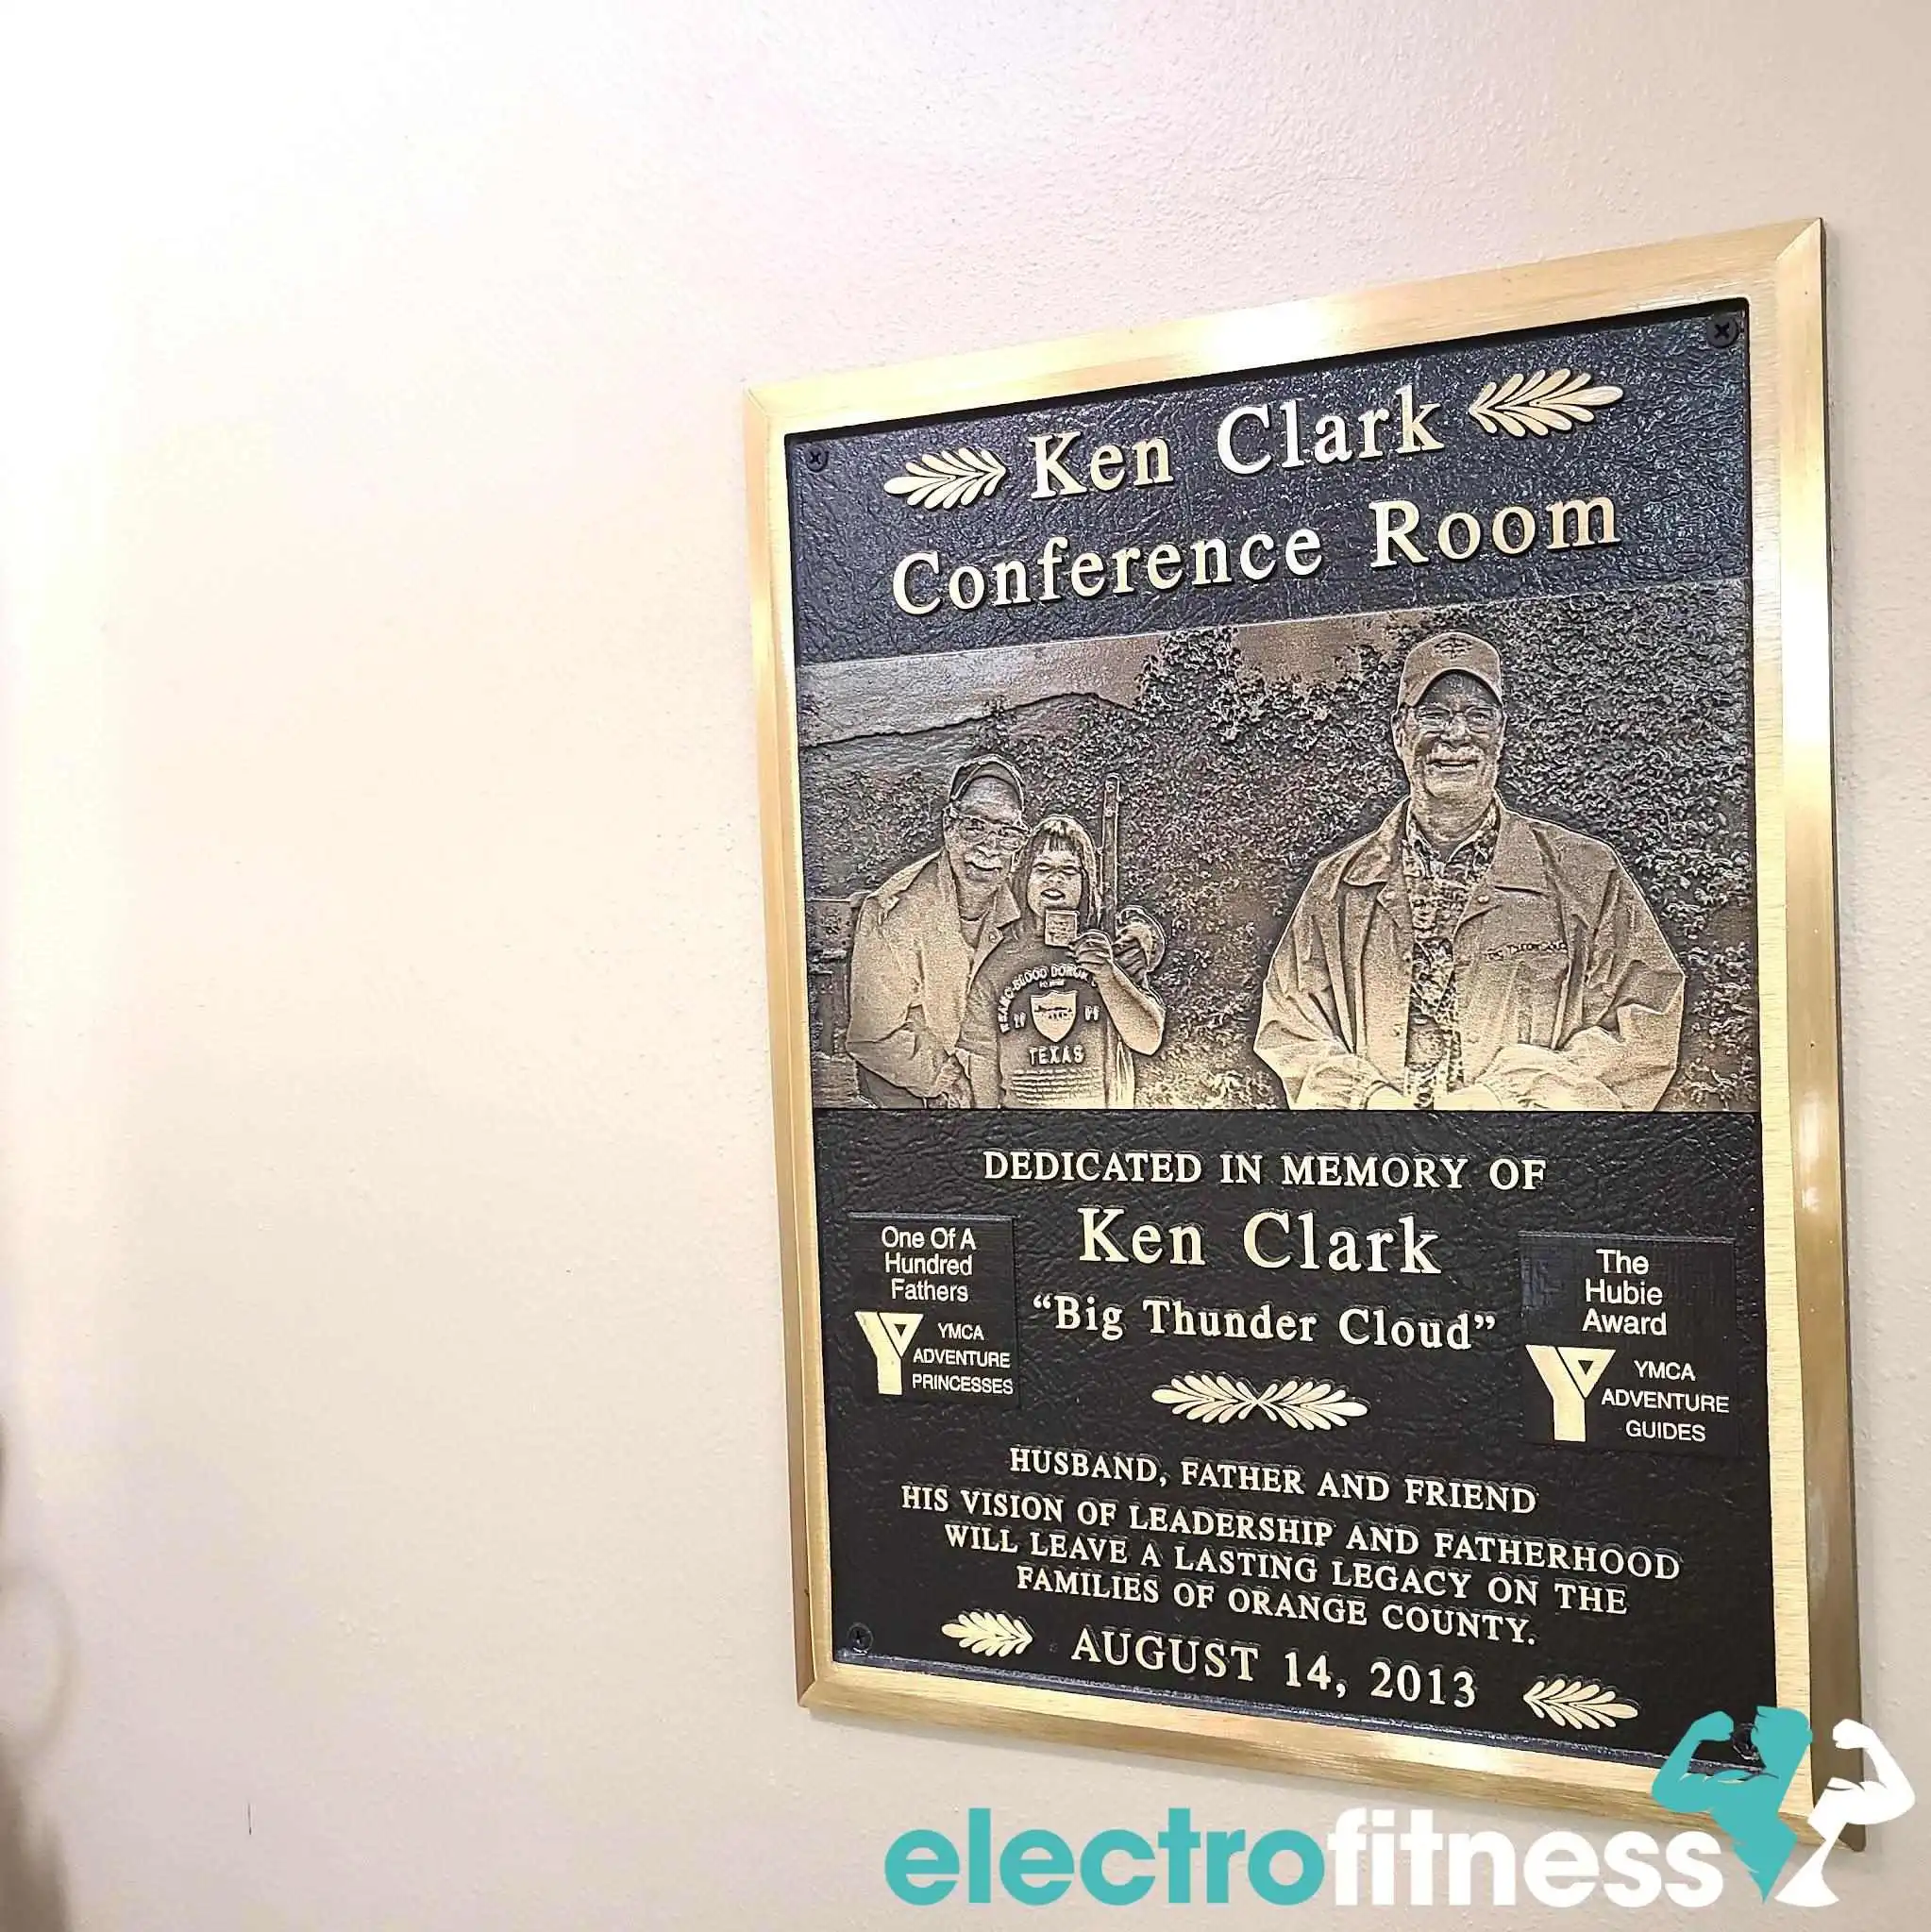 Ken Clark
Conference Room
TEXAS
DEDICATED IN MEMORY OF
Ken Clark
"Big Thunder Cloud"
One Of A
Hundred
Fathers
YMCA
ADVENTURE
PRINCESSES
The
Hubie
Award
YMCA
ADVENTURE
GUIDES
HUSBAND, FATHER AND FRIEND
HIS VISION OF LEADERSHIP AND FATHERHOOD
WILL LEAVE A LASTING LEGACY ON THE
FAMILIES OF ORANGE COUNTY.
AUGUST 14, 2013
electrofitness